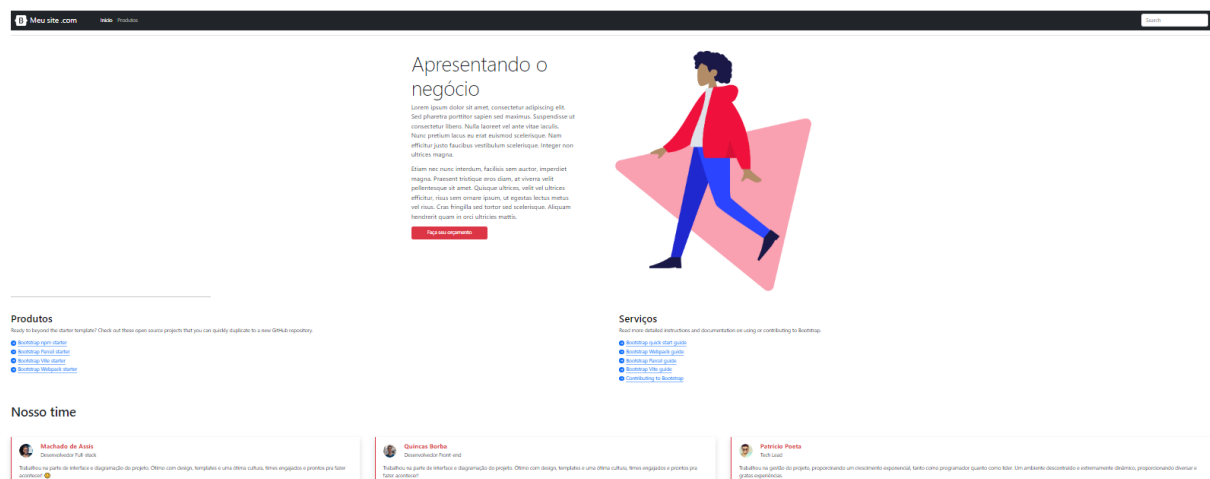 B Meu site .com Início Produtos Search
Apresentando o
negócio
Lorem ipsum dolor sit amet, consectetur adipiscing elit.
Sed pharetra porttitor sapien sed maximus. Suspendisse ut
consectetur libero. Nulla laoreet vel ante vitae iaculis.
Nunc pretium lacus eu erat euismod scelerisque. Nam
efficitur justo faucibus vestibulum scelerisque. Integer non
ultrices magna.
Etiam nec nunc interdum, facilisis sem auctor, imperdiet
magna. Praesent tristique eros diam, at viverra velit
pellentesque sit amet. Quisque ultrices, velit vel ultrices
efficitur, risus sem ornare ipsum, ut egestas lectus metus
vel risus. Cras fringilla sed tortor sed scelerisque. Aliquam
hendrerit quam in orci ultricies mattis.
Faça seu orçamento
Produtos
Ready to beyond the starter template? Check out these open source projects that you can quickly duplicate to a new GitHub repository.
Bootstrap npm starter
Bootstrap Parcel starter
Bootstrap Vite starter
Bootstrap Webpack starter
Serviços
Read more detailed instructions and documentation on using or contributing to Bootstrap.
Bootstrap quick start guide
Bootstrap Webpack guide
Bootstrap Parcel guide
Bootstrap Vite guide
Contributing to Bootstrap
Nosso time
Machado de Assis
Desenvolvedor Full stack
Trabalhou na parte de interface e diagramação do projeto. Ótimo com design, templates e uma ótima cultura, times engajados e prontos pra fazer
acontecer!
Quincas Borba
Desenvolvedor Front-end
Trabalhou na parte de interface e diagramação do projeto. Ótimo com design, templates e uma ótima cultura, times engajados e prontos pra
fazer acontecer!
Patricio Poeta
Tech Lead
Trabalhou na gestão do projeto, proporcionando um crescimento exponencial, tanto como programador quanto como líder. Um ambiente descontraído e extremamente dinâmico, proporcionando diversas e
gratas experiências.